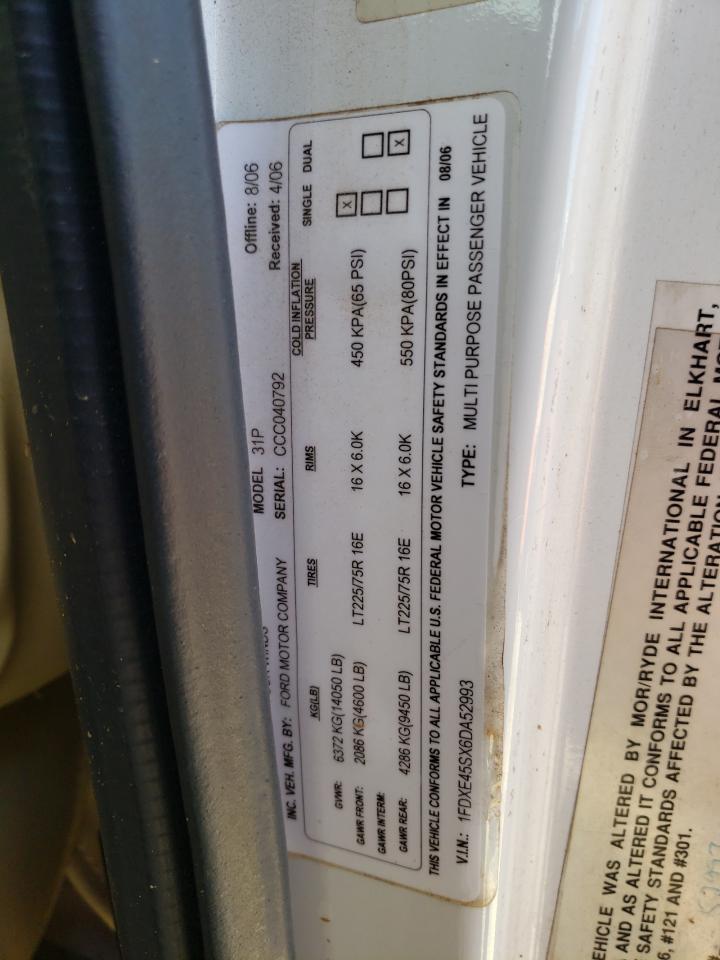 Offline: 8/06
MODEL 31P Received: 4/06
INC. VEH. MFG. BY: FORD MOTOR COMPANY SERIAL: CCC040792
KG(LB) TIRES RIMS COLD INFLATION PRESSURE SINGLE DUAL
GVWR: 6372 KG(14050 LB)
GAWR FRONT: 2086 KG(4600 LB) LT225/75R 16E 16 X 6.0K 450 KPA(65 PSI) X
GAWR INTERM:
GAWR REAR: 4286 KG(9450 LB) LT225/75R 16E 16 X 6.0K 550 KPA(80PSI) X
THIS VEHICLE CONFORMS TO ALL APPLICABLE U.S. FEDERAL MOTOR VEHICLE SAFETY STANDARDS IN EFFECT IN 08/06
V.I.N.: 1FDXE45SX6DA52993 TYPE: MULTI PURPOSE PASSENGER VEHICLE
EHICLE WAS ALTERED BY MOR/RYDE INTERNATIONAL IN ELKHART,
AND AS ALTERED IT CONFORMS TO ALL APPLICABLE FEDERAL
SAFETY STANDARDS AFFECTED BY THE ALTERATION
6, #121 AND #301.